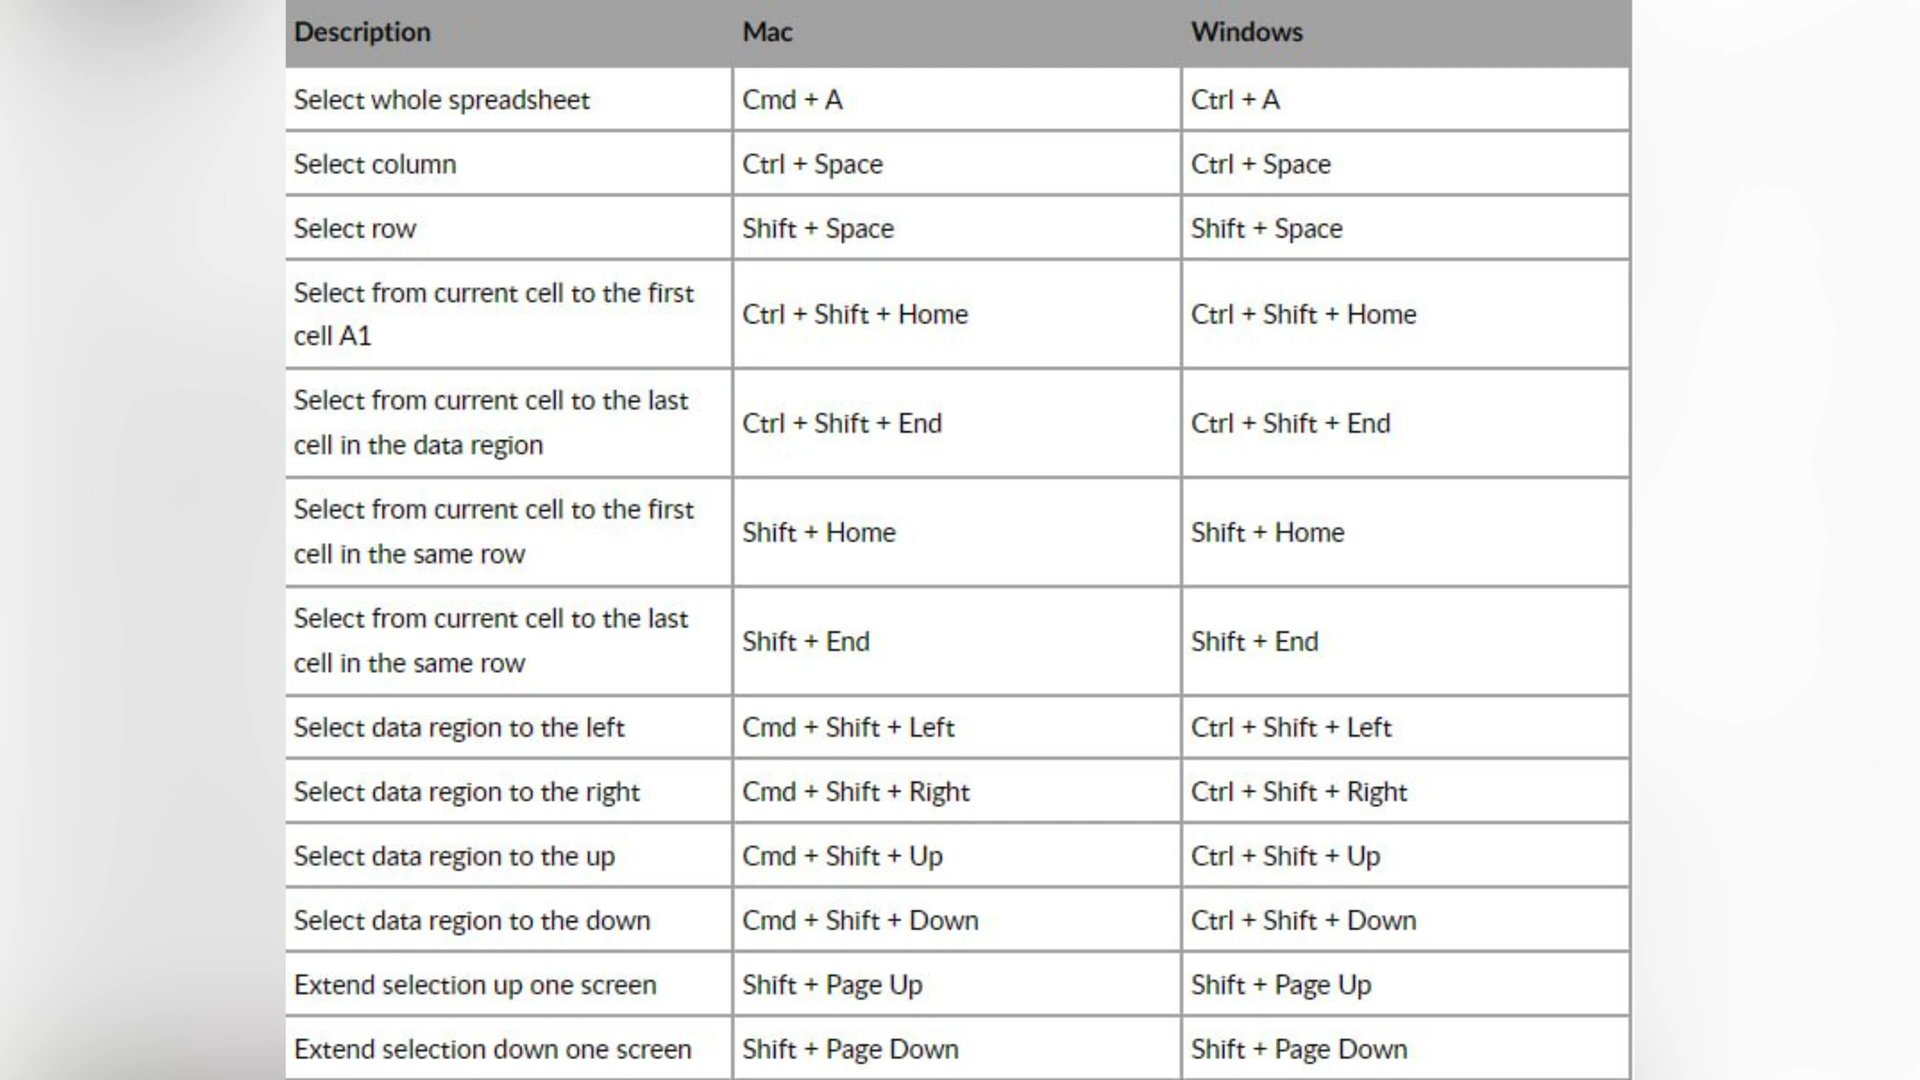 Description Mac Windows
Select whole spreadsheet Cmd + A Ctrl + A
Select column Ctrl + Space Ctrl + Space
Select row Shift + Space Shift + Space
Select from current cell to the first
cell A1 Ctrl + Shift + Home Ctrl + Shift + Home
Select from current cell to the last
cell in the data region Ctrl + Shift + End Ctrl + Shift + End
Select from current cell to the first
cell in the same row Shift + Home Shift + Home
Select from current cell to the last
cell in the same row Shift + End Shift + End
Select data region to the left Cmd + Shift + Left Ctrl + Shift + Left
Select data region to the right Cmd + Shift + Right Ctrl + Shift + Right
Select data region to the up Cmd + Shift + Up Ctrl + Shift + Up
Select data region to the down Cmd + Shift + Down Ctrl + Shift + Down
Extend selection up one screen Shift + Page Up Shift + Page Up
Extend selection down one screen Shift + Page Down Shift + Page Down